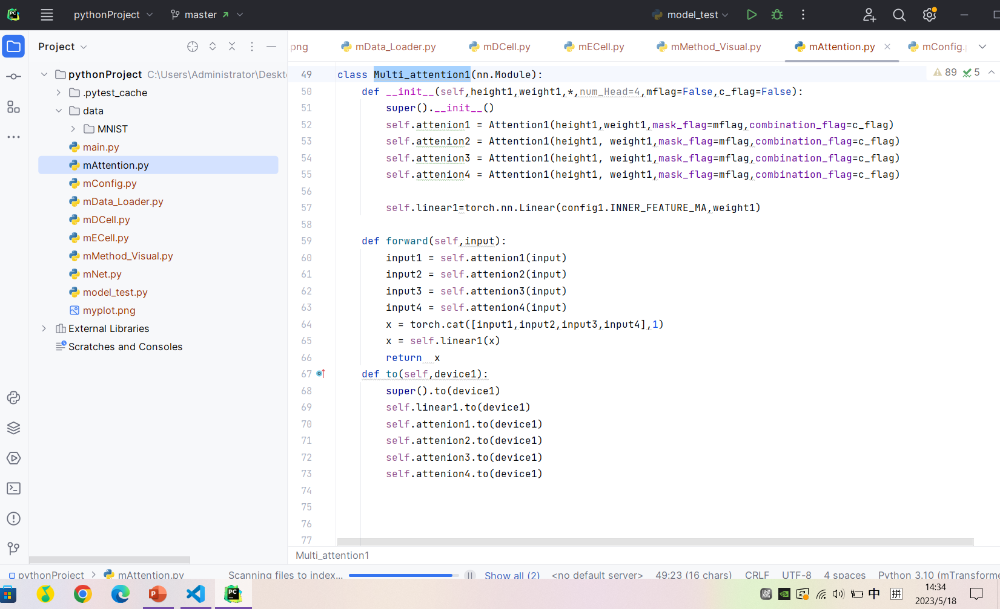 pythonProject
master
model_test
Project
png
mData_Loader.py
mDCell.py
mECell.py
mMethod_Visual.py
mAttention.py
mConfig.
pythonProject C:\Users\Administrator\Deskt
.pytest_cache
data
MNIST
main.py
mAttention.py
mConfig.py
mData_Loader.py
mDCell.py
mECell.py
mMethod_Visual.py
mNet.py
model_test.py
myplot.png
External Libraries
Scratches and Consoles
89 5
49 class Multi_attention1(nn.Module):
50 def __init__(self,height1,weight1,*,num_Head=4,mflag=False,c_flag=False):
51 super().__init__()
52 self.attenion1 = Attention1(height1,weight1,mask_flag=mflag,combination_flag=c_flag)
53 self.attenion2 = Attention1(height1, weight1,mask_flag=mflag,combination_flag=c_flag)
54 self.attenion3 = Attention1(height1, weight1,mask_flag=mflag,combination_flag=c_flag)
55 self.attenion4 = Attention1(height1, weight1,mask_flag=mflag,combination_flag=c_flag)
56
57 self.linear1=torch.nn.Linear(config1.INNER_FEATURE_MA,weight1)
58
59 def forward(self,input):
60 input1 = self.attenion1(input)
61 input2 = self.attenion2(input)
62 input3 = self.attenion3(input)
63 input4 = self.attenion4(input)
64 x = torch.cat([input1,input2,input3,input4],1)
65 x = self.linear1(x)
66 return  x
67 def to(self,device1):
68 super().to(device1)
69 self.linear1.to(device1)
70 self.attenion1.to(device1)
71 self.attenion2.to(device1)
72 self.attenion3.to(device1)
73 self.attenion4.to(device1)
74
75
76
77
Multi_attention1
pythonProject > mAttention.py
Scanning files to index...
Show all (2)
<no default server>
49:23 (16 chars)
CRLF
UTF-8
4 spaces
Python 3.10 (mTransforme
中
拼
14:34
2023/5/18